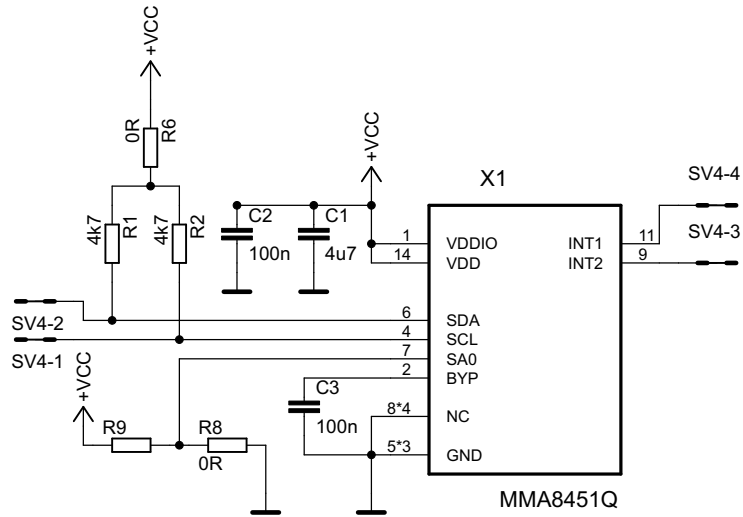 +VCC
0R
R6
+VCC
X1
SV4-4
4k7
R1
4k7
R2
C2
100n
C1
4u7
1
VDDIO
INT1
11
SV4-3
14
VDD
INT2
9
SV4-2
6
SDA
SV4-1
4
SCL
7
SA0
+VCC
C3
100n
2
BYP
8*4
NC
R9
R8
0R
5*3
GND
MMA8451Q